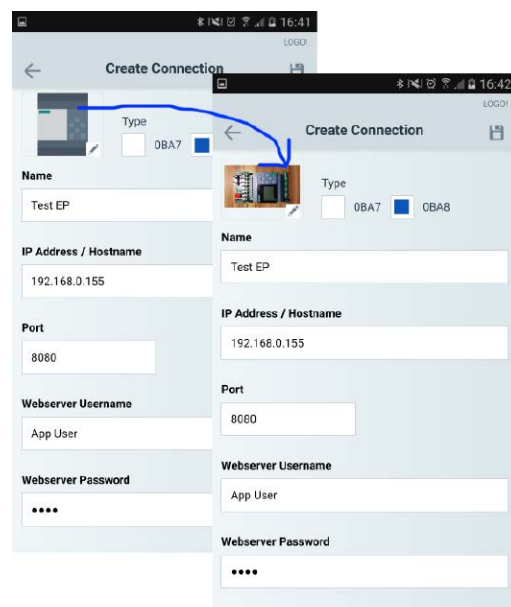 16:41
LOGO!
Create Connection
Type
0BA7
Name
Test EP
IP Address / Hostname
192.168.0.155
Port
8080
Webserver Username
App User
Webserver Password
••••
16:42
LOGO!
Create Connection
Type
0BA7 0BA8
Name
Test EP
IP Address / Hostname
192.168.0.155
Port
8080
Webserver Username
App User
Webserver Password
••••